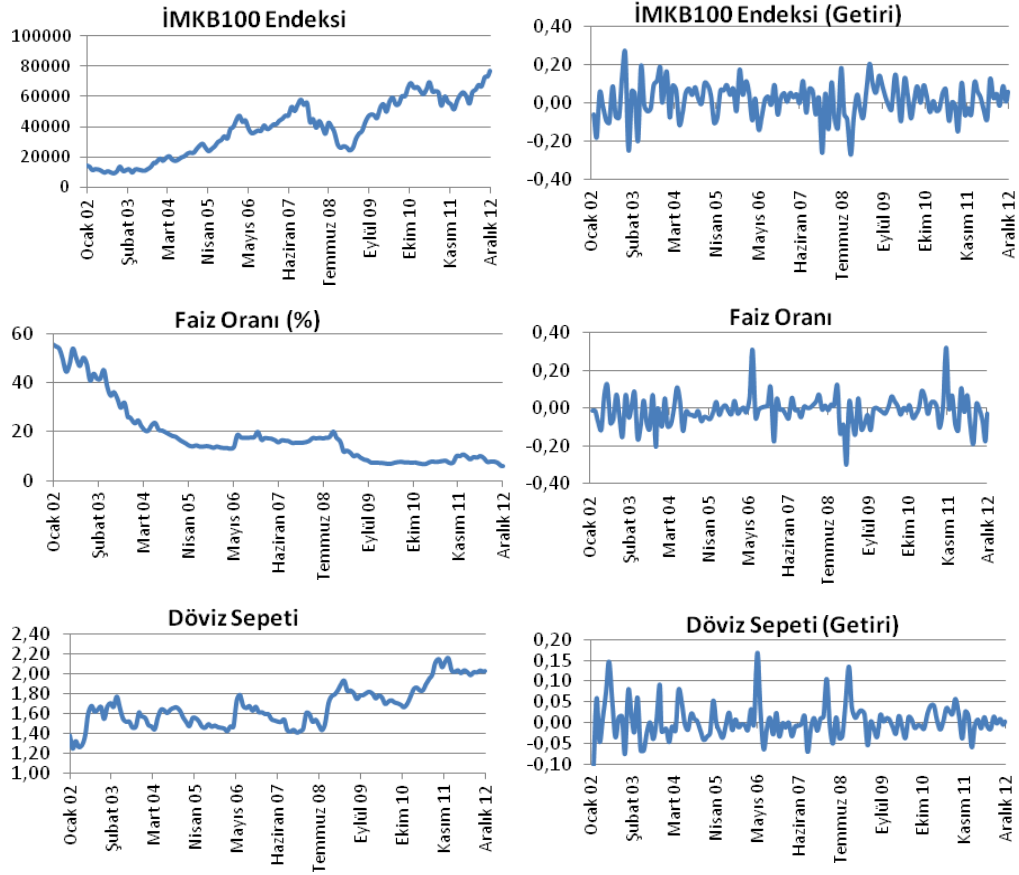 İMKB100 Endeksi
100000
80000
60000
40000
20000
0
Ocak 02
Şubat 03
Mart 04
Nisan 05
Mayıs 06
Haziran 07
Temmuz 08
Eylül 09
Ekim 10
Kasım 11
Aralık 12
İMKB100 Endeksi (Getiri)
0,40
0,20
0,00
-0,20
-0,40
Ocak 02
Şubat 03
Mart 04
Nisan 05
Mayıs 06
Haziran 07
Temmuz 08
Eylül 09
Ekim 10
Kasım 11
Aralık 12
Faiz Oranı (%)
60
40
20
0
Ocak 02
Şubat 03
Mart 04
Nisan 05
Mayıs 06
Haziran 07
Temmuz 08
Eylül 09
Ekim 10
Kasım 11
Aralık 12
Faiz Oranı
0,40
0,20
0,00
-0,20
-0,40
Ocak 02
Şubat 03
Mart 04
Nisan 05
Mayıs 06
Haziran 07
Temmuz 08
Eylül 09
Ekim 10
Kasım 11
Aralık 12
Döviz Sepeti
2,40
2,20
2,00
1,80
1,60
1,40
1,20
1,00
Ocak 02
Şubat 03
Mart 04
Nisan 05
Mayıs 06
Haziran 07
Temmuz 08
Eylül 09
Ekim 10
Kasım 11
Aralık 12
Döviz Sepeti (Getiri)
0,20
0,15
0,10
0,05
0,00
-0,05
-0,10
Ocak 02
Şubat 03
Mart 04
Nisan 05
Mayıs 06
Haziran 07
Temmuz 08
Eylül 09
Ekim 10
Kasım 11
Aralık 12